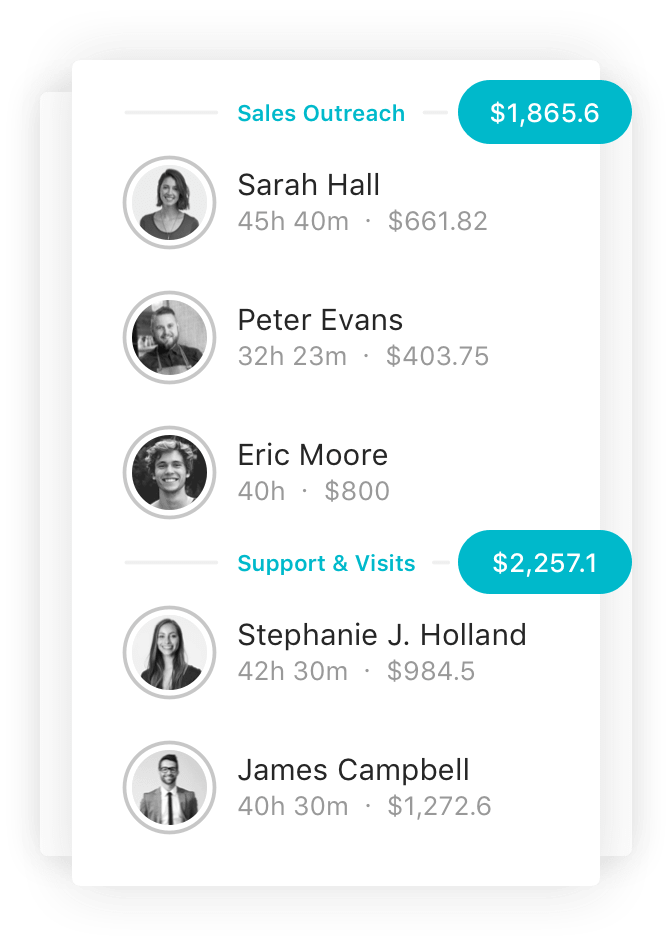 Sales Outreach $1,865.6
Sarah Hall
45h 40m · $661.82
Peter Evans
32h 23m · $403.75
Eric Moore
40h · $800
Support & Visits $2,257.1
Stephanie J. Holland
42h 30m · $984.5
James Campbell
40h 30m · $1,272.6